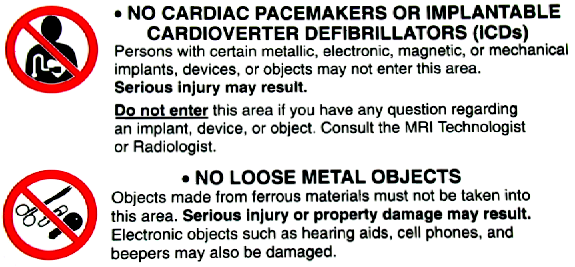 • NO CARDIAC PACEMAKERS OR IMPLANTABLE
CARDIOVERTER DEFIBRILLATORS (ICDs)
Persons with certain metallic, electronic, magnetic, or mechanical
implants, devices, or objects may not enter this area.
Serious injury may result.
Do not enter this area if you have any question regarding
an implant, device, or object. Consult the MRI Technologist
or Radiologist.
• NO LOOSE METAL OBJECTS
Objects made from ferrous materials must not be taken into
this area. Serious injury or property damage may result.
Electronic objects such as hearing aids, cell phones, and
beepers may also be damaged.